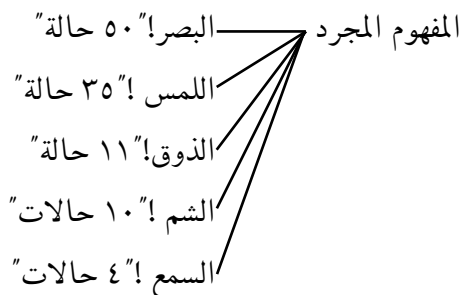 المفهوم المجرد
البصر!"٥٠ حالة"
اللمس !"٣٥ حالة"
الذوق!"١١ حالة"
الشم !"١٠ حالات"
السمع !"٤ حالات"